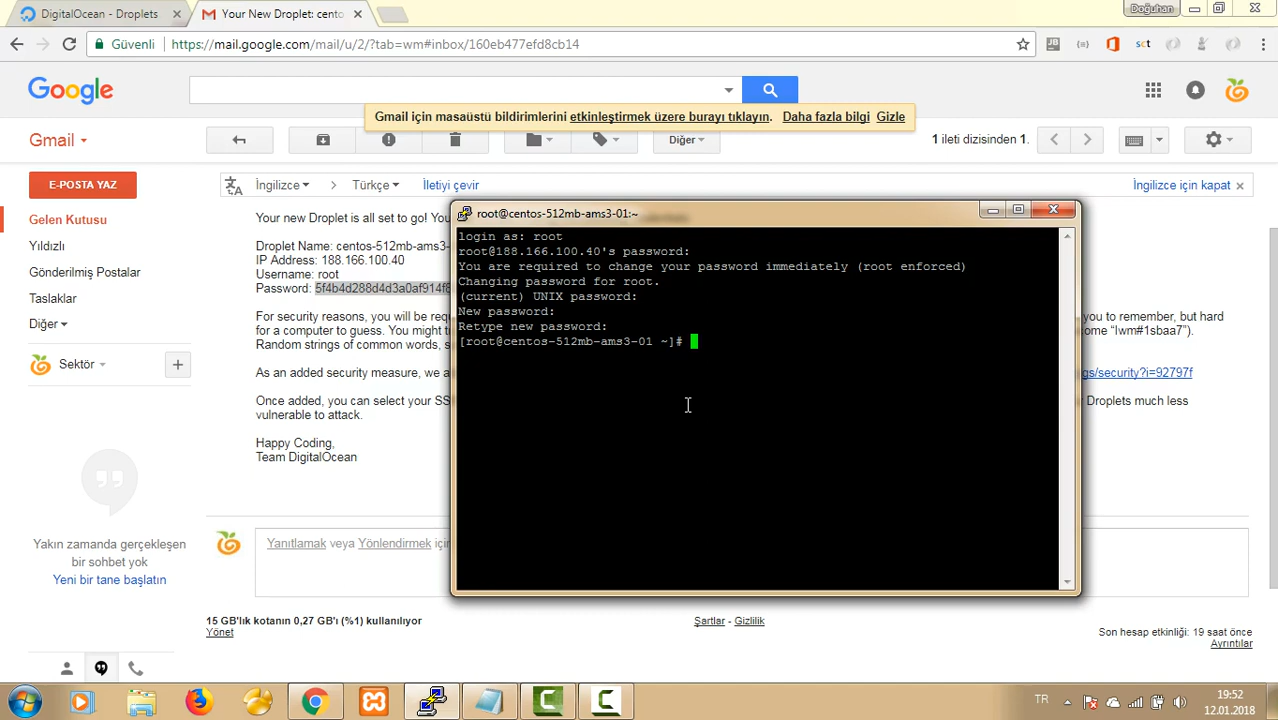 DigitalOcean - Droplets
Your New Droplet: cento
Doğuhan
Güvenli
https://mail.google.com/mail/u/2/?tab=wm#inbox/160eb477efd8cb14
JB
(=)
sct
Google
Gmail için masaüstü bildirimlerini etkinleştirmek üzere burayı tıklayın. Daha fazla bilgi Gizle
Gmail
Diğer
1 ileti dizisinden 1.
E-POSTA YAZ
Gelen Kutusu
Yıldızlı
Gönderilmiş Postalar
Taslaklar
Diğer
Sektör
Yakın zamanda gerçekleşen
bir sohbet yok
Yeni bir tane başlatın
İngilizce Türkçe İletiyi çevir
İngilizce için kapat
Your new Droplet is all set to go! You
Droplet Name: centos-512mb-ams3-
IP Address: 188.166.100.40
Username: root
Password: 5f4b4d288d4d3a0af914f8
For security reasons, you will be requ
you to remember, but hard
for a computer to guess. You might t
come "Iwm#1sbaa7").
Random strings of common words, s
As an added security measure, we a
gs/security?i=92797f
Once added, you can select your SS
Droplets much less
vulnerable to attack.
Happy Coding,
Team DigitalOcean
root@centos-512mb-ams3-01:~
login as: root
root@188.166.100.40's password:
You are required to change your password immediately (root enforced)
Changing password for root.
(current) UNIX password:
New password:
Retype new password:
[root@centos-512mb-ams3-01 ~]#
Yanıtlamak veya Yönlendirmek için
15 GB'lık kotanın 0,27 GB'ı (%1) kullanılıyor
Yönet
Şartlar - Gizlilik
Son hesap etkinliği: 19 saat önce
Ayrıntılar
TR
19:52
12.01.2018